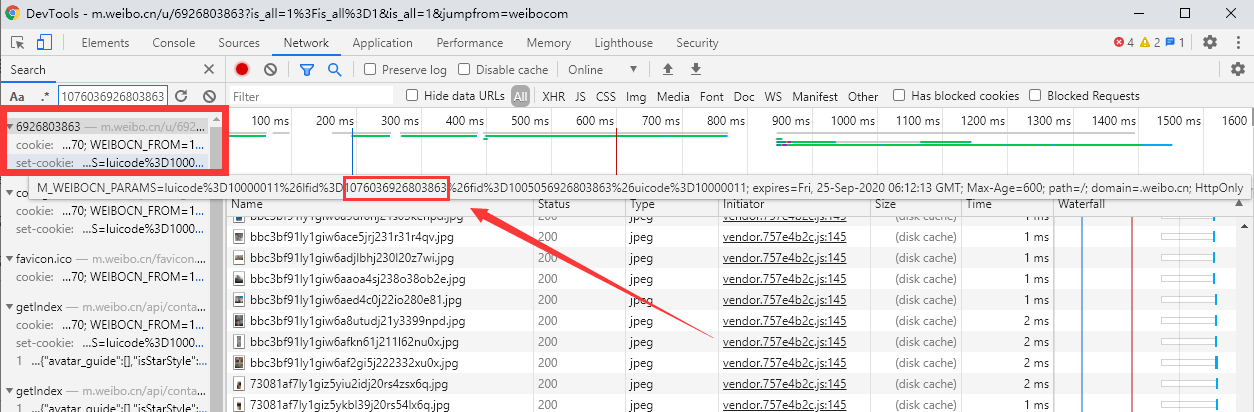 DevTools - m.weibo.cn/u/6926803863?is_all=1%3Fis_all%3D1&is_all=1&jumpfrom=weibocom
Elements Console Sources Network Application Performance Memory Lighthouse Security 4 2 1
Search Preserve log Disable cache Online
Aa .* 1076036926803863 Filter Hide data URLs All XHR JS CSS Img Media Font Doc WS Manifest Other Has blocked cookies Blocked Requests
100 ms 200 ms 300 ms 400 ms 500 ms 600 ms 700 ms 800 ms 900 ms 1000 ms 1100 ms 1200 ms 1300 ms 1400 ms 1500 ms 1600
6926803863 — m.weibo.cn/u/692...
cookie: ...70; WEIBOCN_FROM=1...
set-cookie: ...S=luicode%3D1000...
M_WEIBOCN_PARAMS=luicode%3D10000011%26lfid%3D1076036926803863%26fid%3D1005056926803863%26uicode%3D10000011; expires=Fri, 25-Sep-2020 06:12:13 GMT; Max-Age=600; path=/; domain=.weibo.cn; HttpOnly
cookie: ...70; WEIBOCN_FROM=1...
set-cookie: ...S=luicode%3D1000...
favicon.ico — m.weibo.cn/favicon...
cookie: ...70; WEIBOCN_FROM=1...
getIndex — m.weibo.cn/api/conta...
cookie: ...70; WEIBOCN_FROM=1...
set-cookie: ...S=luicode%3D1000...
1 ...{"avatar_guide":[],"isStarStyle":...
getIndex — m.weibo.cn/api/conta...
1 ...{"avatar_guide":[],"isStarStyle":...
Name Status Type Initiator Size Time Waterfall
200 jpeg vendor.757e4b2c.js:145 (disk cache) 1 ms
bbc3bf91ly1giw6ace5jrj231r31r4qv.jpg 200 jpeg vendor.757e4b2c.js:145 (disk cache) 1 ms
bbc3bf91ly1giw6adjlbhj230l20z7wi.jpg 200 jpeg vendor.757e4b2c.js:145 (disk cache) 1 ms
bbc3bf91ly1giw6aaoa4sj238o38ob2e.jpg 200 jpeg vendor.757e4b2c.js:145 (disk cache) 1 ms
bbc3bf91ly1giw6aed4c0j22io280e81.jpg 200 jpeg vendor.757e4b2c.js:145 (disk cache) 1 ms
bbc3bf91ly1giw6a8utudj21y3399npd.jpg 200 jpeg vendor.757e4b2c.js:145 (disk cache) 2 ms
bbc3bf91ly1giw6afkn61j211l62nu0x.jpg 200 jpeg vendor.757e4b2c.js:145 (disk cache) 2 ms
bbc3bf91ly1giw6af2gi5j222332xu0x.jpg 200 jpeg vendor.757e4b2c.js:145 (disk cache) 2 ms
73081af7ly1giz5yiu2idj20rs4zsx6q.jpg 200 jpeg vendor.757e4b2c.js:145 (disk cache) 2 ms
73081af7ly1giz5ykbl39j20rs54lx6q.jpg 200 jpeg vendor.757e4b2c.js:145 (disk cache) 2 ms